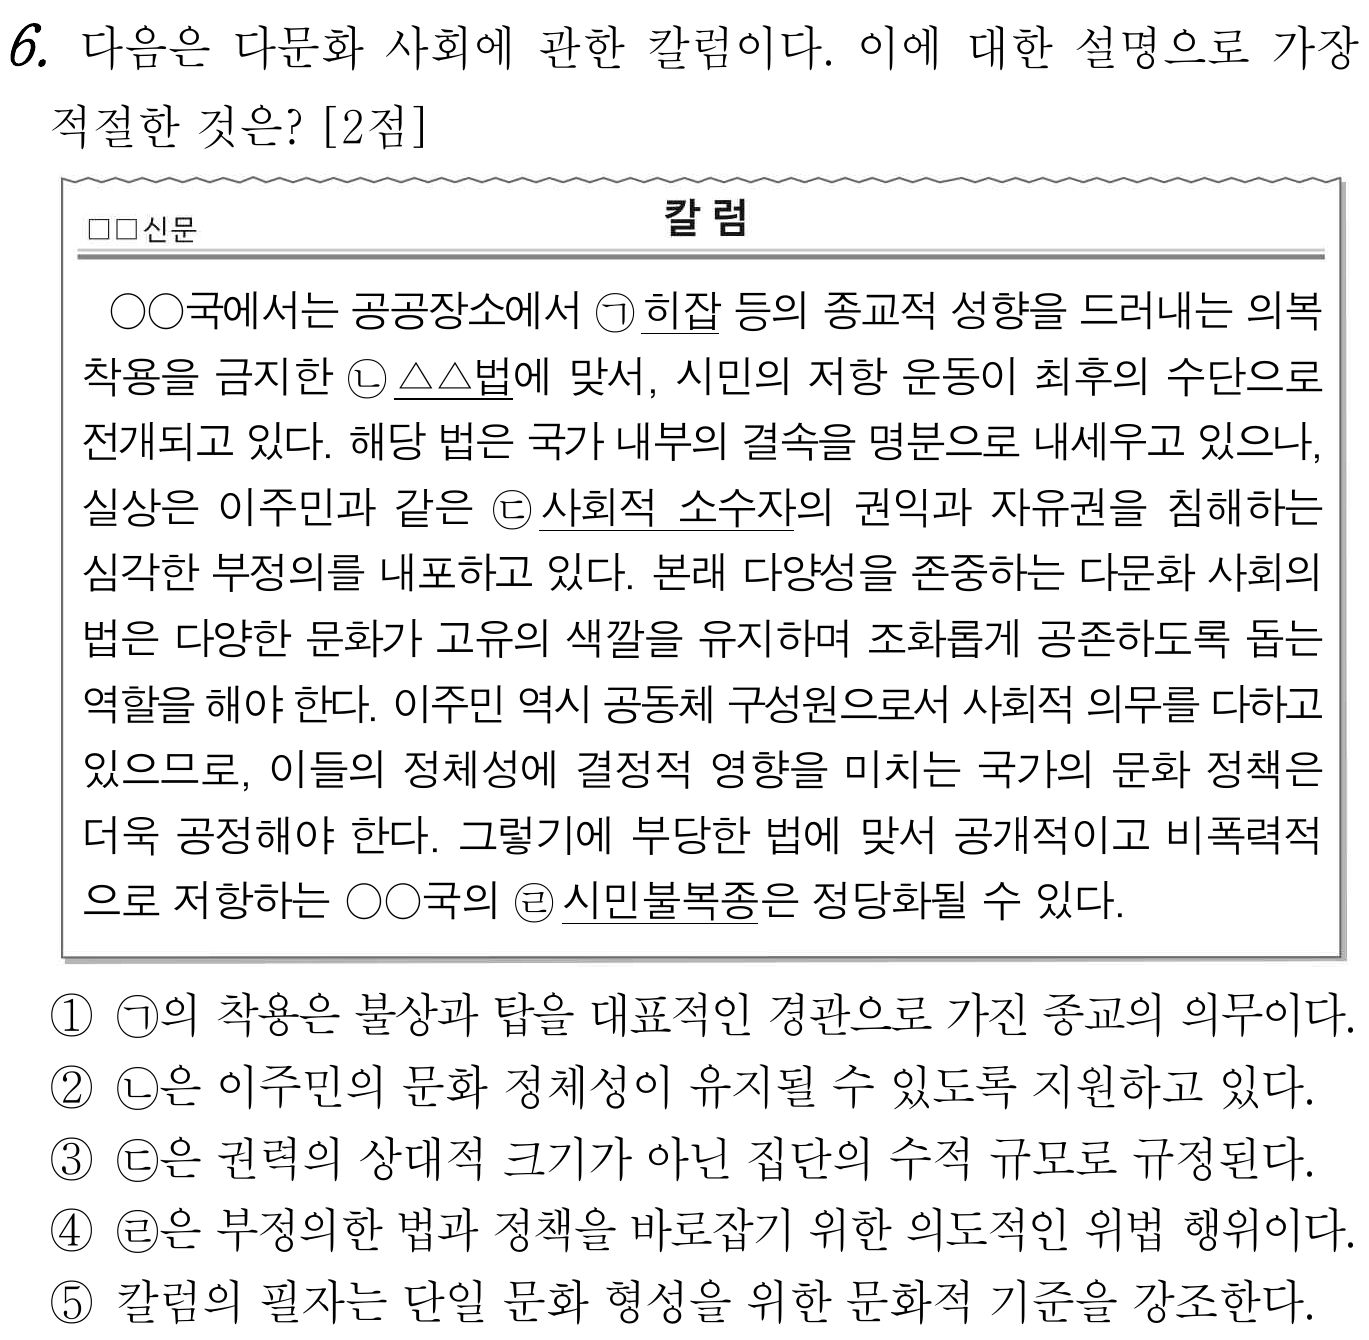 6. 다음은 다문화 사회에 관한 칼럼이다. 이에 대한 설명으로 가장
적절한 것은? [2점]
□□신문
칼 럼
○○국에서는 공공장소에서 ㉠히잡 등의 종교적 성향을 드러내는 의복
착용을 금지한 ㉡△△법에 맞서, 시민의 저항 운동이 최후의 수단으로
전개되고 있다. 해당 법은 국가 내부의 결속을 명분으로 내세우고 있으나,
실상은 이주민과 같은 ㉢사회적 소수자의 권익과 자유권을 침해하는
심각한 부정의를 내포하고 있다. 본래 다양성을 존중하는 다문화 사회의
법은 다양한 문화가 고유의 색깔을 유지하며 조화롭게 공존하도록 돕는
역할을 해야 한다. 이주민 역시 공동체 구성원으로서 사회적 의무를 다하고
있으므로, 이들의 정체성에 결정적 영향을 미치는 국가의 문화 정책은
더욱 공정해야 한다. 그렇기에 부당한 법에 맞서 공개적이고 비폭력적
으로 저항하는 ○○국의 ㉣시민불복종은 정당화될 수 있다.
① ㉠의 착용은 불상과 탑을 대표적인 경관으로 가진 종교의 의무이다.
② ㉡은 이주민의 문화 정체성이 유지될 수 있도록 지원하고 있다.
③ ㉢은 권력의 상대적 크기가 아닌 집단의 수적 규모로 규정된다.
④ ㉣은 부정의한 법과 정책을 바로잡기 위한 의도적인 위법 행위이다.
⑤ 칼럼의 필자는 단일 문화 형성을 위한 문화적 기준을 강조한다.